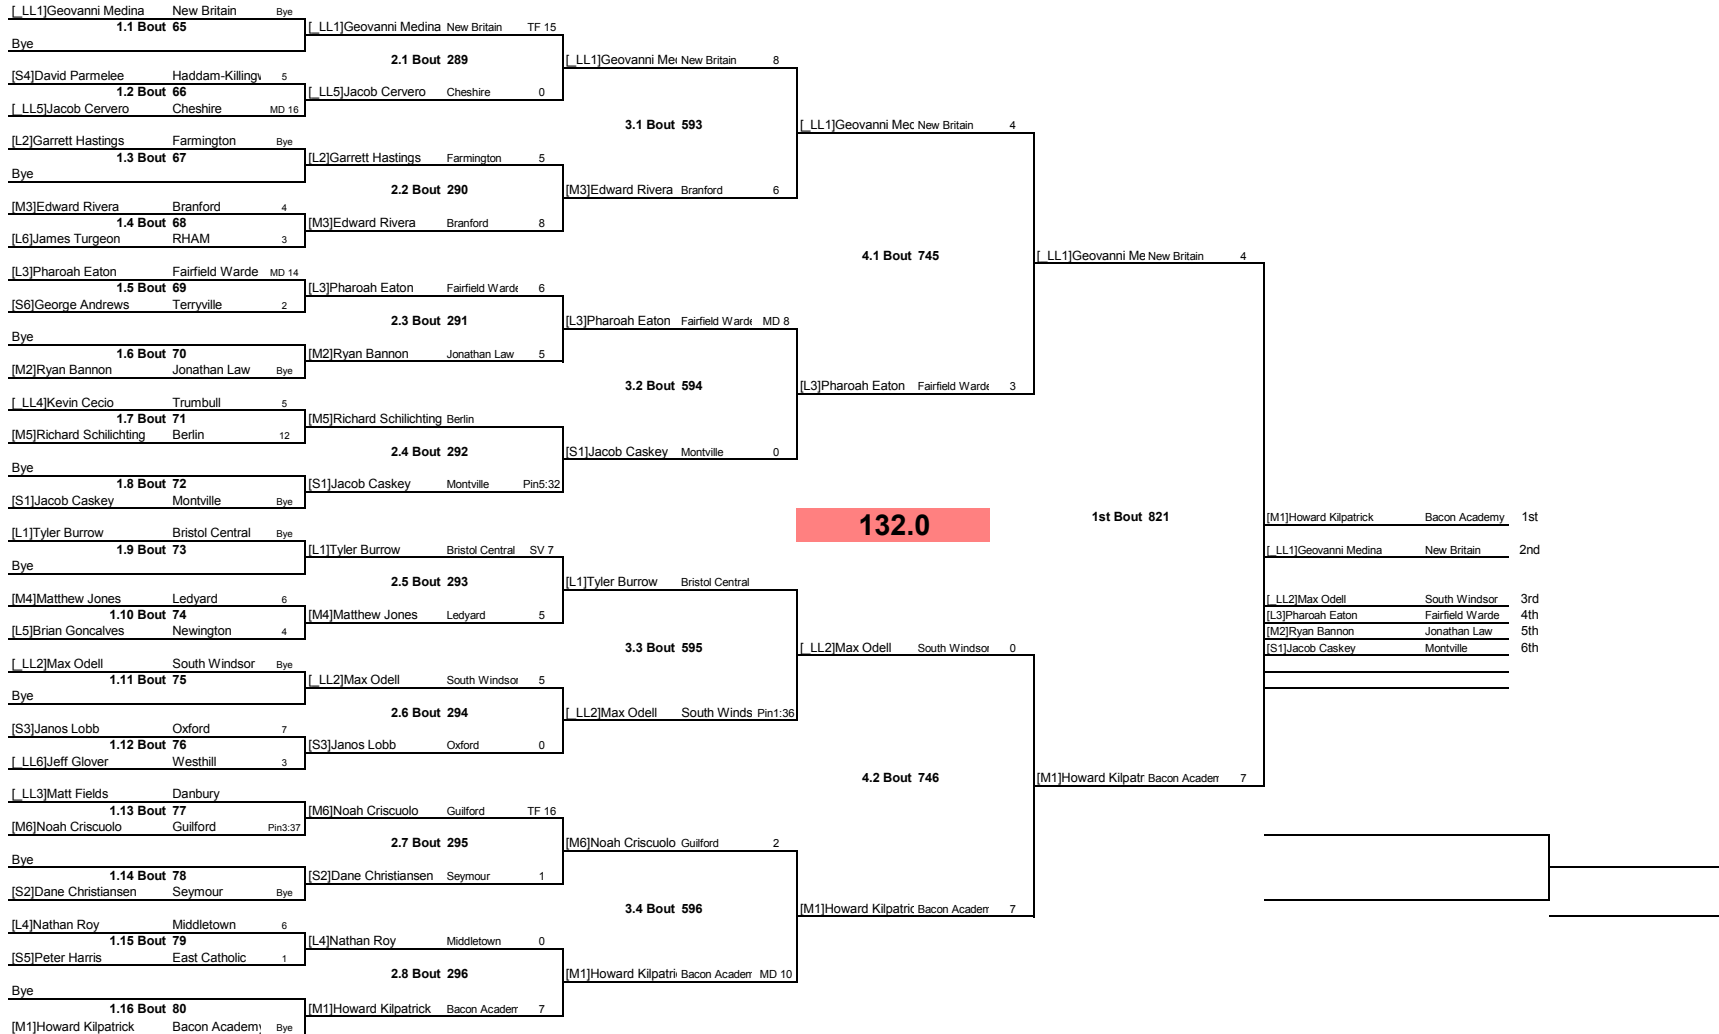 [_LL1]Geovanni Medina New Britain Bye
1.1 Bout 65
Bye
[S4]David Parmelee Haddam-Killingw 5
1.2 Bout 66
[_LL5]Jacob Cervero Cheshire MD 16
[L2]Garrett Hastings Farmington Bye
1.3 Bout 67
Bye
[M3]Edward Rivera Branford 4
1.4 Bout 68
[L6]James Turgeon RHAM 3
[L3]Pharoah Eaton Fairfield Warde MD 14
1.5 Bout 69
[S6]George Andrews Terryville 2
Bye
1.6 Bout 70
[M2]Ryan Bannon Jonathan Law Bye
[_LL4]Kevin Cecio Trumbull 5
1.7 Bout 71
[M5]Richard Schilichting Berlin 12
Bye
1.8 Bout 72
[S1]Jacob Caskey Montville Bye
[L1]Tyler Burrow Bristol Central Bye
1.9 Bout 73
Bye
[M4]Matthew Jones Ledyard 6
1.10 Bout 74
[L5]Brian Goncalves Newington 4
[_LL2]Max Odell South Windsor Bye
1.11 Bout 75
Bye
[S3]Janos Lobb Oxford 7
1.12 Bout 76
[_LL6]Jeff Glover Westhill 3
[_LL3]Matt Fields Danbury
1.13 Bout 77
[M6]Noah Criscuolo Guilford Pin3:37
Bye
1.14 Bout 78
[S2]Dane Christiansen Seymour Bye
[L4]Nathan Roy Middletown 6
1.15 Bout 79
[S5]Peter Harris East Catholic 1
Bye
1.16 Bout 80
[M1]Howard Kilpatrick Bacon Academy Bye
[_LL1]Geovanni Medina New Britain TF 15
2.1 Bout 289
[_LL5]Jacob Cervero Cheshire 0
[L2]Garrett Hastings Farmington 5
2.2 Bout 290
[M3]Edward Rivera Branford 8
[L3]Pharoah Eaton Fairfield Warde 6
2.3 Bout 291
[M2]Ryan Bannon Jonathan Law 5
[M5]Richard Schilichting Berlin
2.4 Bout 292
[S1]Jacob Caskey Montville Pin5:32
[L1]Tyler Burrow Bristol Central SV 7
2.5 Bout 293
[M4]Matthew Jones Ledyard 5
[_LL2]Max Odell South Windsor 5
2.6 Bout 294
[S3]Janos Lobb Oxford 0
[M6]Noah Criscuolo Guilford TF 16
2.7 Bout 295
[S2]Dane Christiansen Seymour 1
[L4]Nathan Roy Middletown 0
2.8 Bout 296
[M1]Howard Kilpatrick Bacon Academ 7
[_LL1]Geovanni Me New Britain 8
3.1 Bout 593
[M3]Edward Rivera Branford 6
[L3]Pharoah Eaton Fairfield Warde MD 8
3.2 Bout 594
[S1]Jacob Caskey Montville 0
[L1]Tyler Burrow Bristol Central
3.3 Bout 595
[_LL2]Max Odell South Winds Pin1:36
[M6]Noah Criscuolo Guilford 2
3.4 Bout 596
[M1]Howard Kilpatri Bacon Academ MD 10
[_LL1]Geovanni Med New Britain 4
4.1 Bout 745
[L3]Pharoah Eaton Fairfield Warde 3
132.0
[_LL2]Max Odell South Windsor 0
4.2 Bout 746
[M1]Howard Kilpatric Bacon Academ 7
[_LL1]Geovanni Me New Britain 4
1st Bout 821
[M1]Howard Kilpatr Bacon Academ 7
[M1]Howard Kilpatrick Bacon Academy 1st
[_LL1]Geovanni Medina New Britain 2nd
[_LL2]Max Odell South Windsor 3rd
[L3]Pharoah Eaton Fairfield Warde 4th
[M2]Ryan Bannon Jonathan Law 5th
[S1]Jacob Caskey Montville 6th